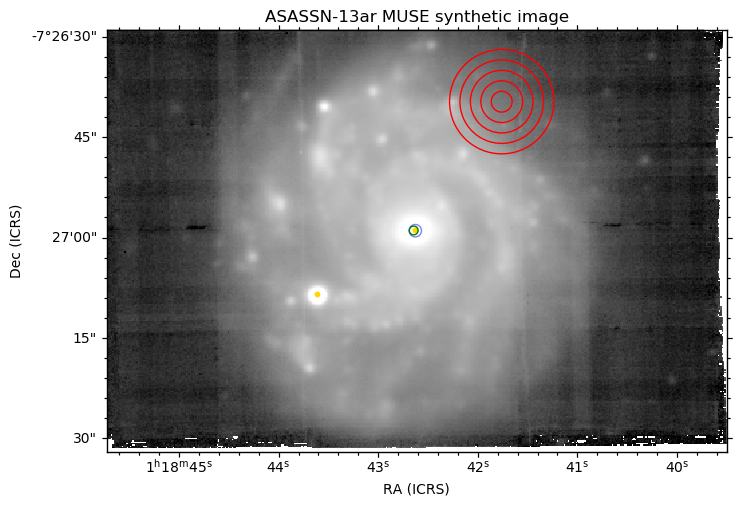 ASASSN-13ar MUSE synthetic image
-7°26'30"
45"
27'00"
15"
30"
Dec (ICRS)
1ʰ18ᵐ45ˢ 44ˢ 43ˢ 42ˢ 41ˢ 40ˢ
RA (ICRS)